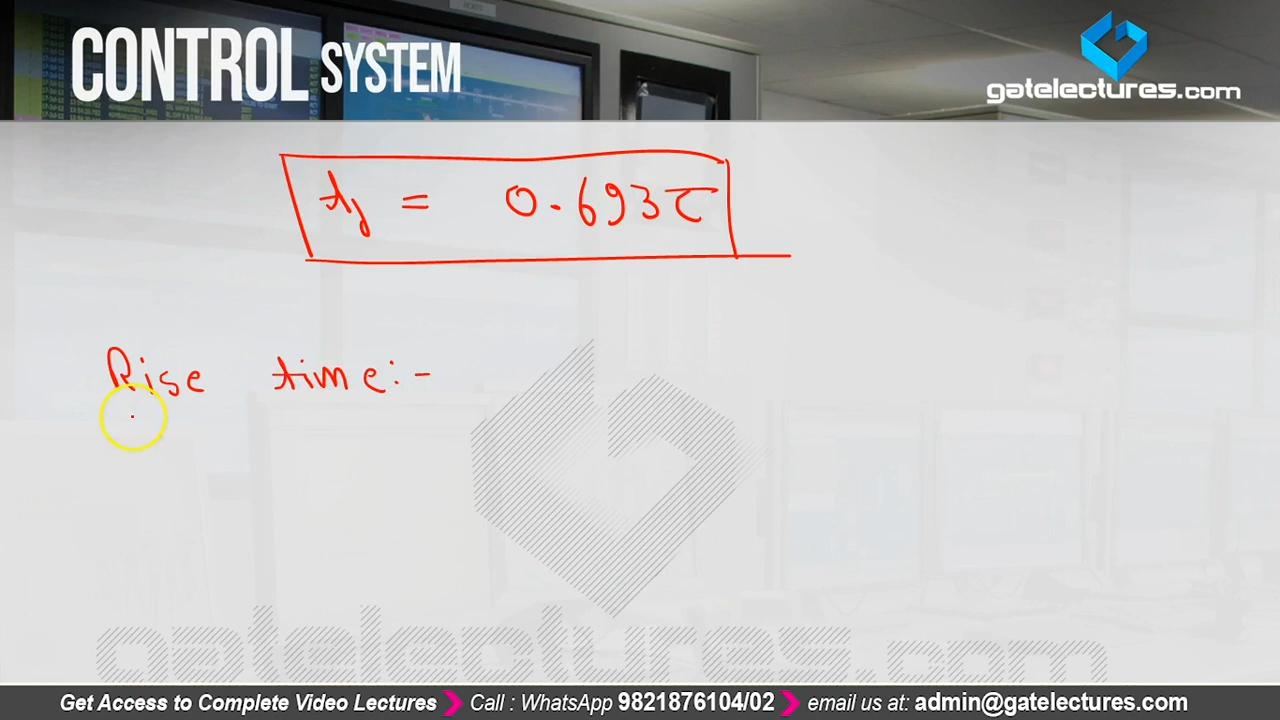 CONTROL SYSTEM
gatelectures.com
t_d = 0.693τ
Rise time:-
gatelectures.com
Get Access to Complete Video Lectures Call : WhatsApp 9821876104/02 email us at: admin@gatelectures.com